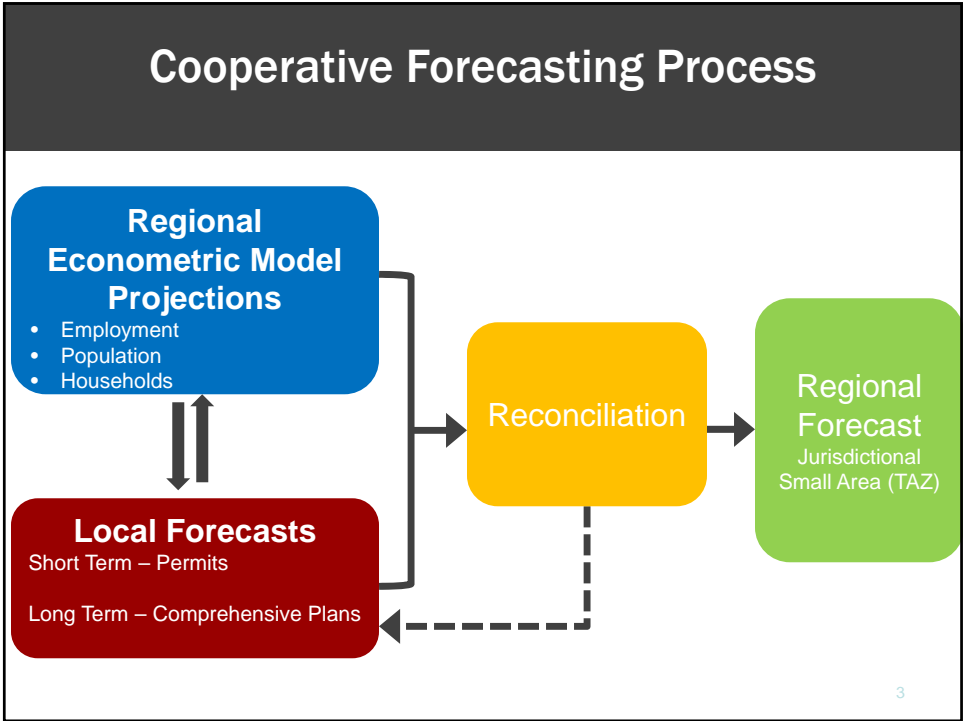 Cooperative Forecasting Process
Regional
Econometric Model
Projections
• Employment
• Population
• Households
Local Forecasts
Short Term – Permits
Long Term – Comprehensive Plans
Reconciliation
Regional
Forecast
Jurisdictional
Small Area (TAZ)
3